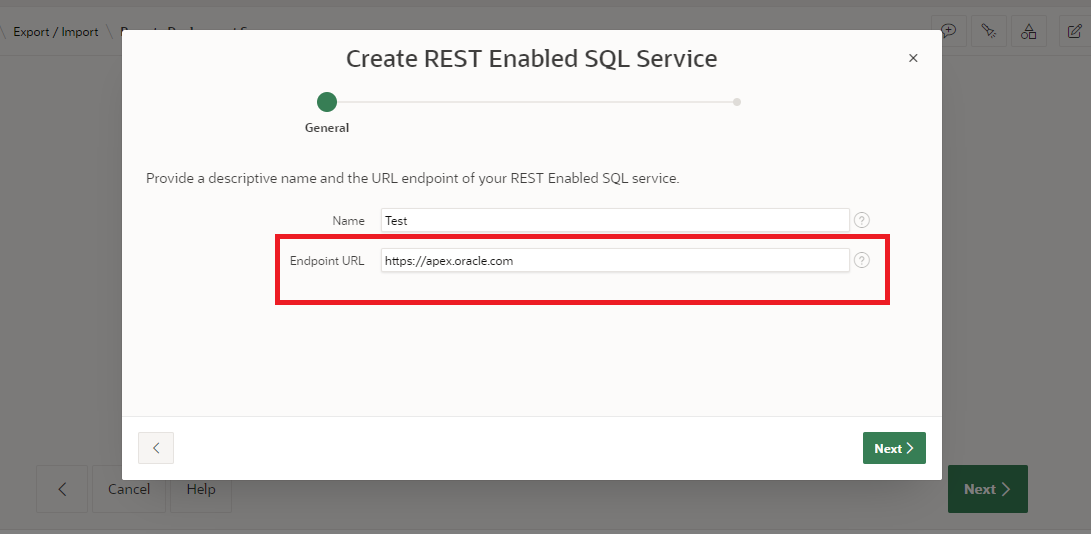 Export / Import
Create REST Enabled SQL Service
General
Provide a descriptive name and the URL endpoint of your REST Enabled SQL service.
Name Test
Endpoint URL https://apex.oracle.com
Next
Cancel Help Next